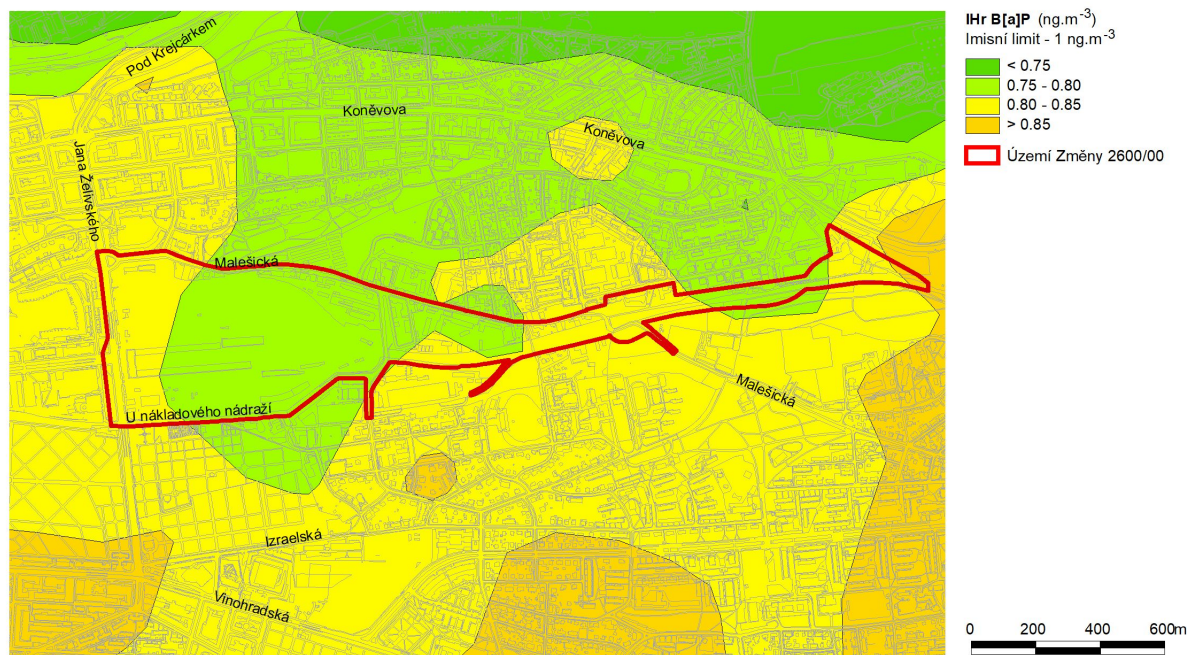 Pod Krejcárkem
Koněvova
Koněvova
Jana Želivského
Malešická
U nákladového nádraží
Malešická
Izraelská
Vinohradská
IHr B[a]P (ng.m-3)
Imisní limit - 1 ng.m-3
< 0.75
0.75 - 0.80
0.80 - 0.85
> 0.85
Území Změny 2600/00
0 200 400 600m